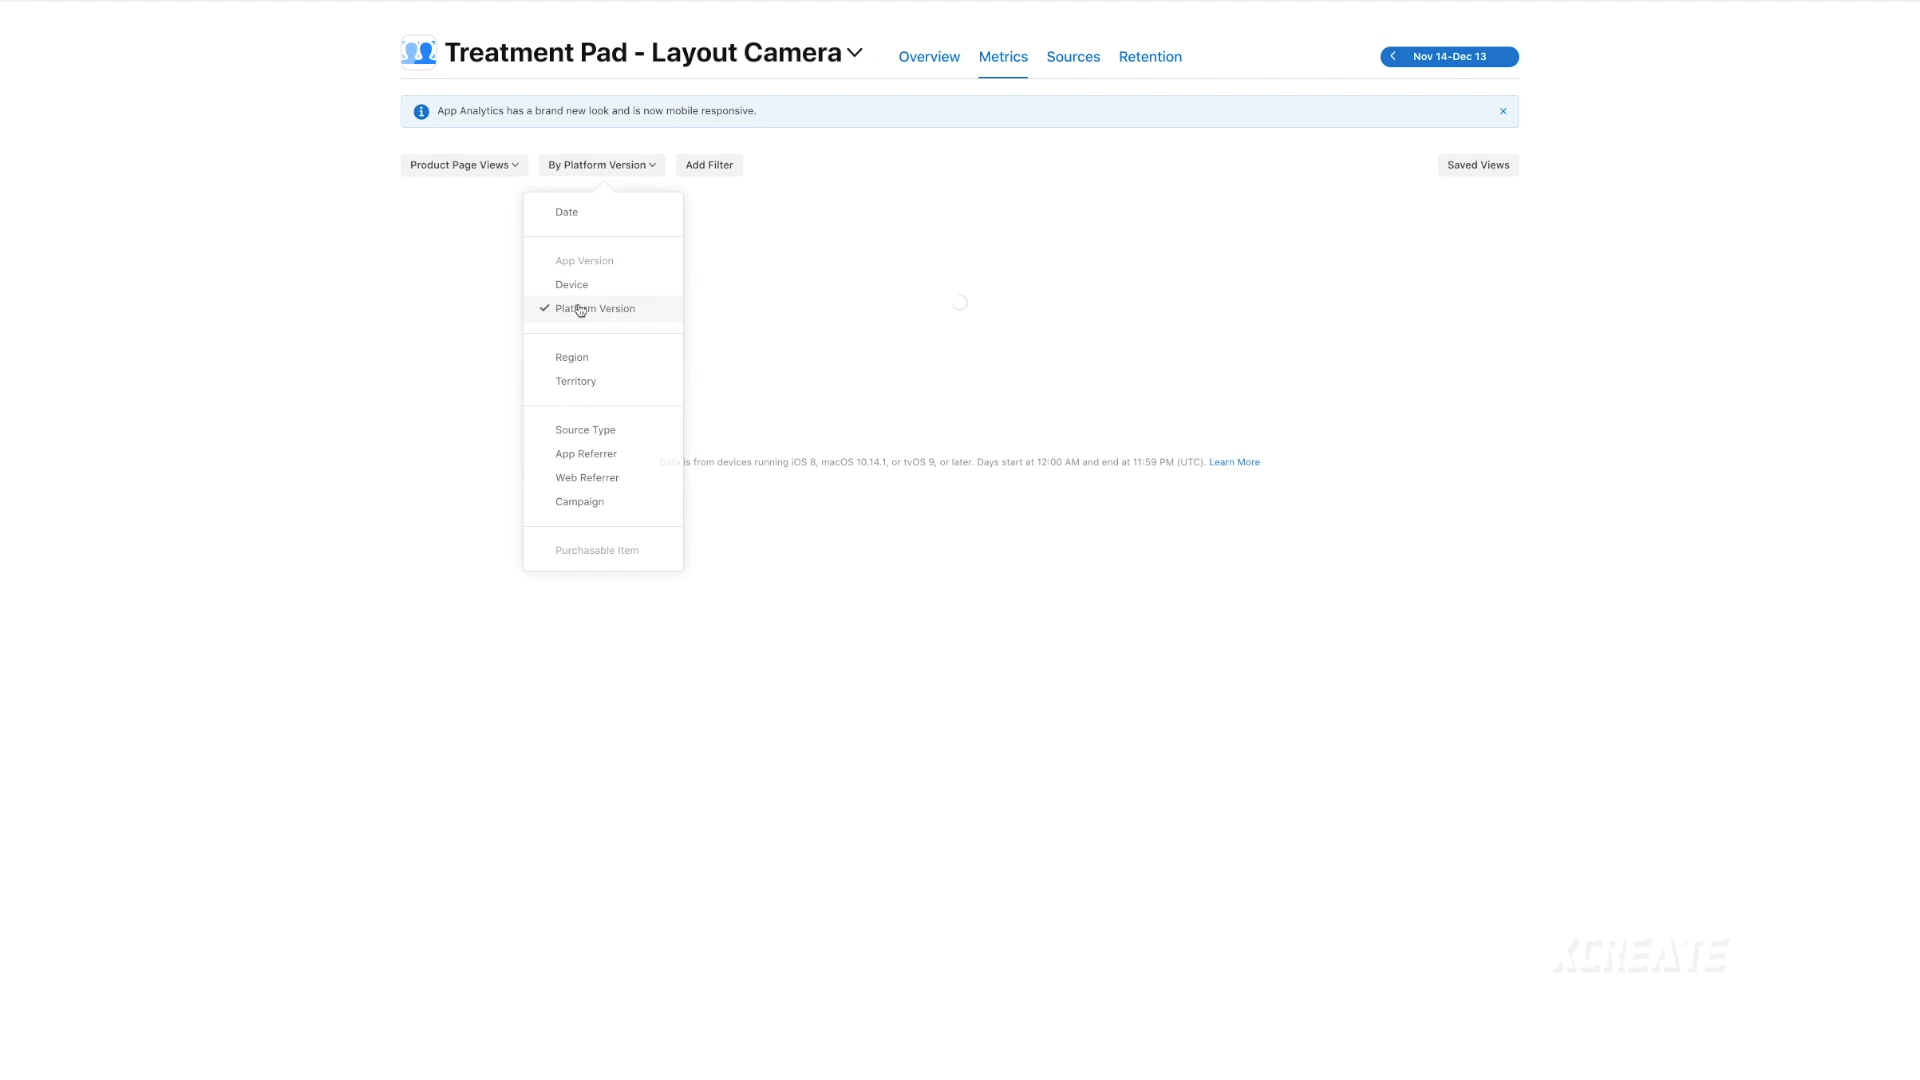 Treatment Pad - Layout Camera
Overview
Metrics
Sources
Retention
Nov 14-Dec 13
App Analytics has a brand new look and is now mobile responsive.
Product Page Views
By Platform Version
Add Filter
Saved Views
Date
App Version
Device
Platform Version
Region
Territory
Source Type
App Referrer
Web Referrer
Campaign
Purchasable Item
Data is from devices running iOS 8, macOS 10.14.1, or tvOS 9, or later. Days start at 12:00 AM and end at 11:59 PM (UTC). Learn More
XCREATE